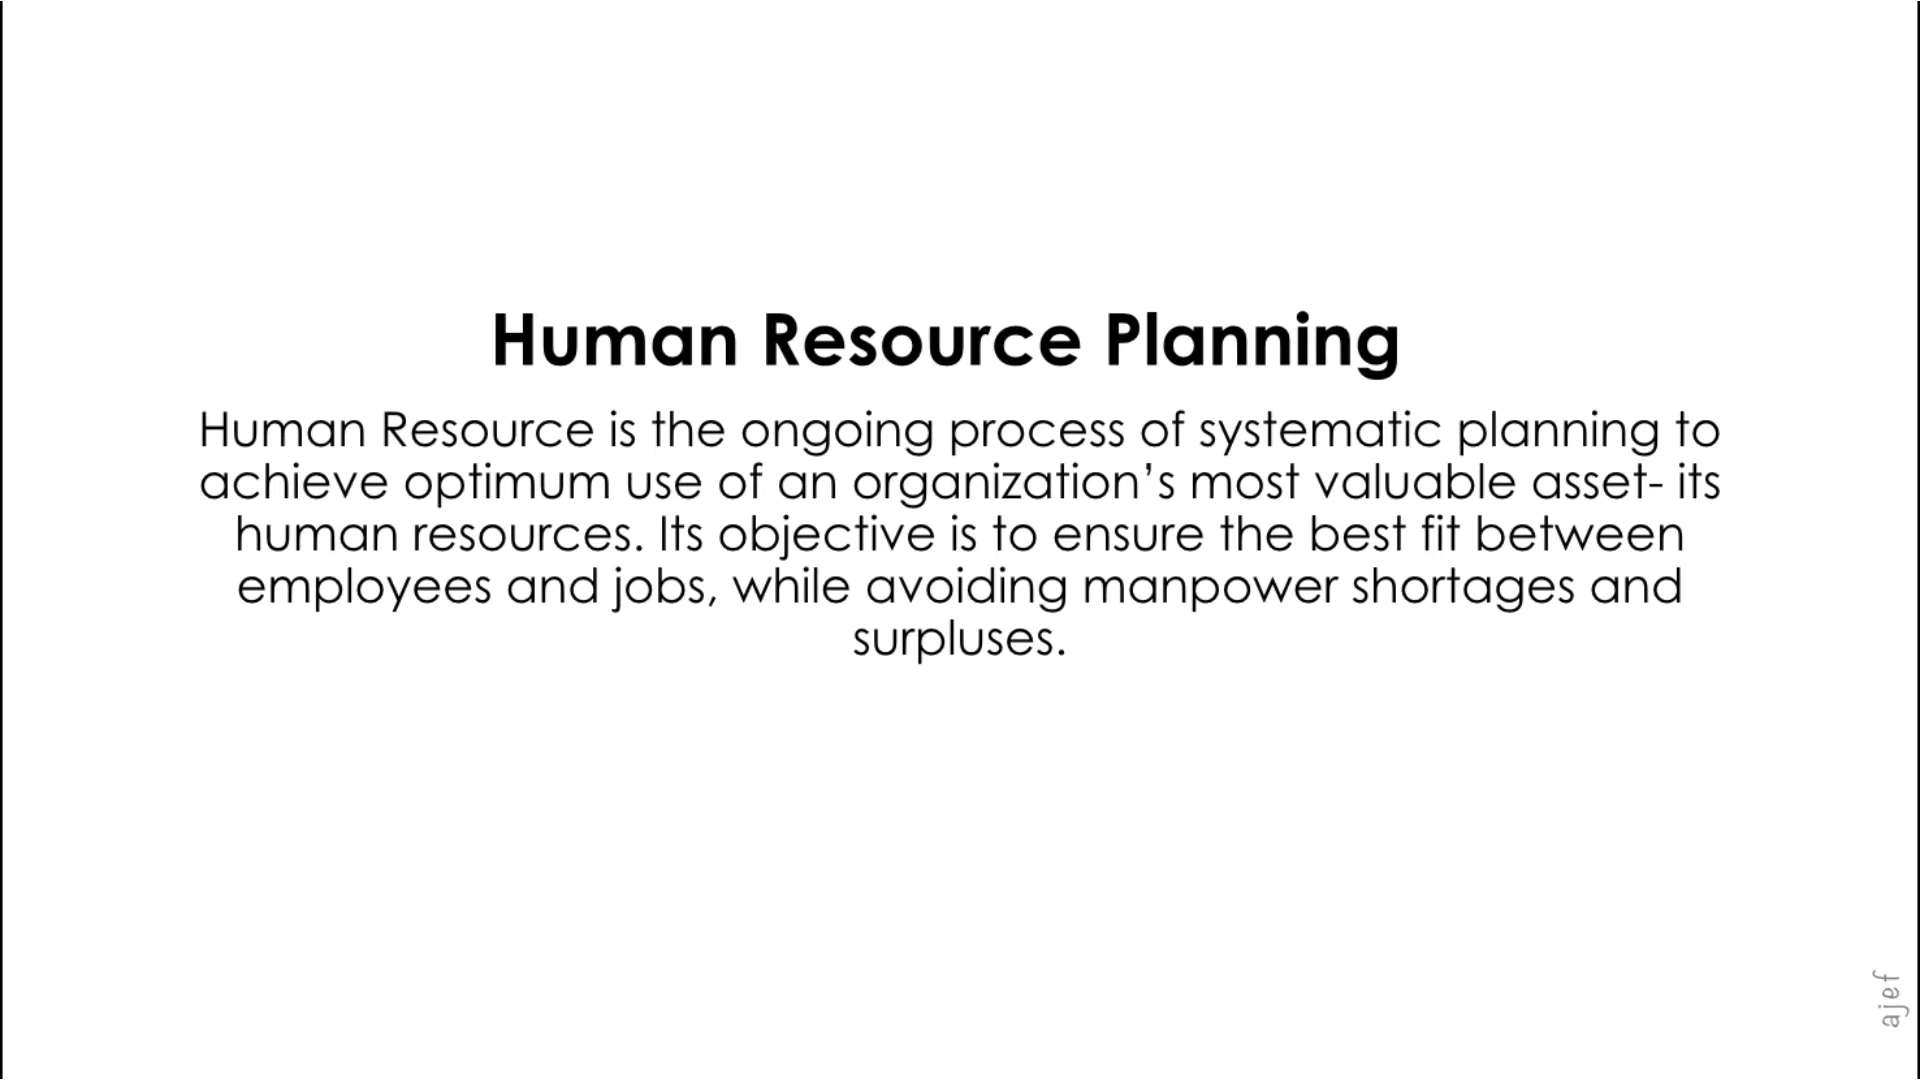 Human Resource Planning
Human Resource is the ongoing process of systematic planning to
achieve optimum use of an organization’s most valuable asset- its
human resources. Its objective is to ensure the best fit between
employees and jobs, while avoiding manpower shortages and
surpluses.
ajef